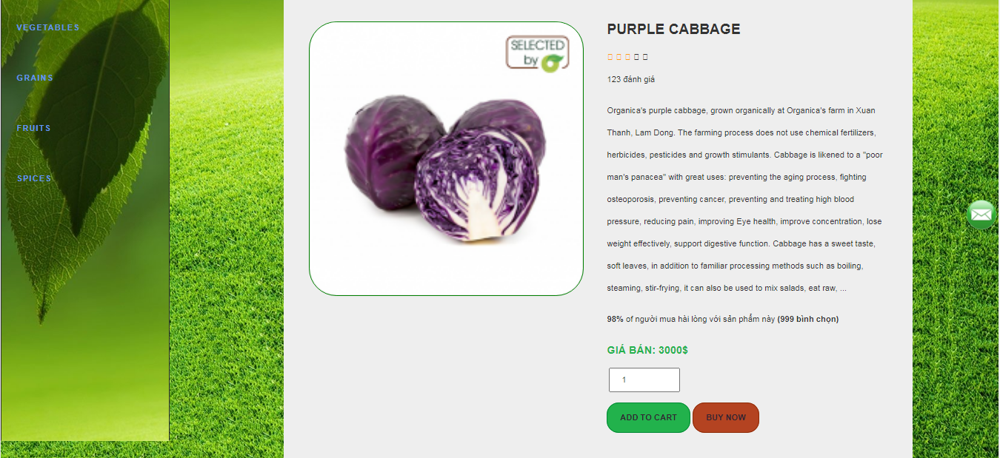 VEGETABLES
GRAINS
FRUITS
SPICES
SELECTED
by
PURPLE CABBAGE
123 đánh giá
Organica's purple cabbage, grown organically at Organica's farm in Xuan
Thanh, Lam Dong. The farming process does not use chemical fertilizers,
herbicides, pesticides and growth stimulants. Cabbage is likened to a "poor
man's panacea" with great uses: preventing the aging process, fighting
osteoporosis, preventing cancer, preventing and treating high blood
pressure, reducing pain, improving Eye health, improve concentration, lose
weight effectively, support digestive function. Cabbage has a sweet taste,
soft leaves, in addition to familiar processing methods such as boiling,
steaming, stir-frying, it can also be used to mix salads, eat raw, ...
98% of người mua hài lòng với sản phẩm này (999 bình chọn)
GIÁ BÁN: 3000$
1
ADD TO CART
BUY NOW